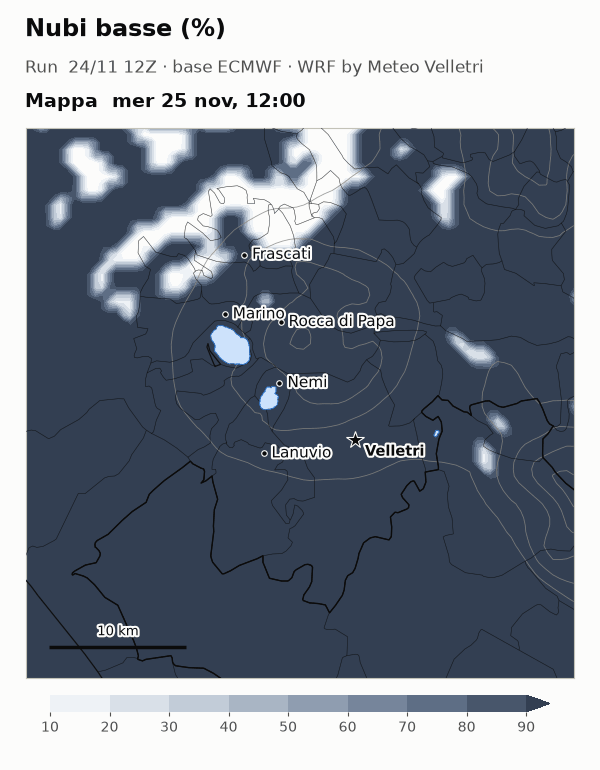 Nubi basse (%)
Run  24/11 12Z · base ECMWF · WRF by Meteo Velletri
Mappa  mer 25 nov, 12:00
Frascati
Marino
Rocca di Papa
Nemi
Velletri
Lanuvio
10 km
10 20 30 40 50 60 70 80 90